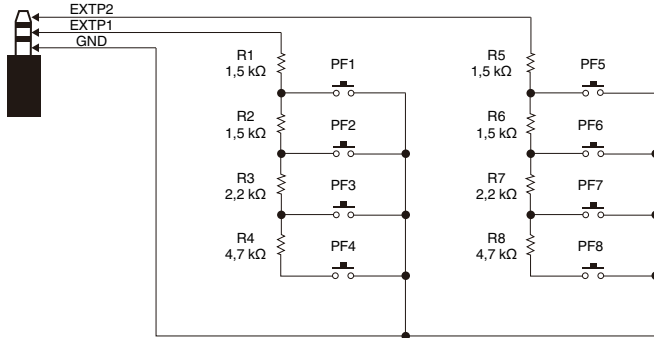 EXTP2
EXTP1
GND
R1
1,5 kΩ
PF1
R2
1,5 kΩ
PF2
R3
2,2 kΩ
PF3
R4
4,7 kΩ
PF4
R5
1,5 kΩ
PF5
R6
1,5 kΩ
PF6
R7
2,2 kΩ
PF7
R8
4,7 kΩ
PF8